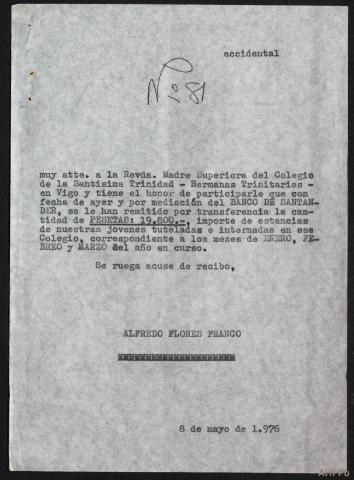 accidental
Nº
1081
muy atte. a la Revda. Madre Superiora del Colegio
de la Santísima Trinidad - Hermanas Trinitarias -
en Vigo y tiene el honor de participarle que con
fecha de ayer y por mediación del BANCO DE SANTAN-
DER, se le han remitido por transferencia la can-
tidad de PESETAS: 19,800.-, importe de estancias
de nuestras jovenes tuteladas e internadas en ese
Colegio, correspondiente a los meses de ENERO, FE-
BREO y MARZO del año en curso.
Se ruega acuse de recibo,
ALFREDO FLORES FRANCO
8 de mayo de 1.976
AHPPo